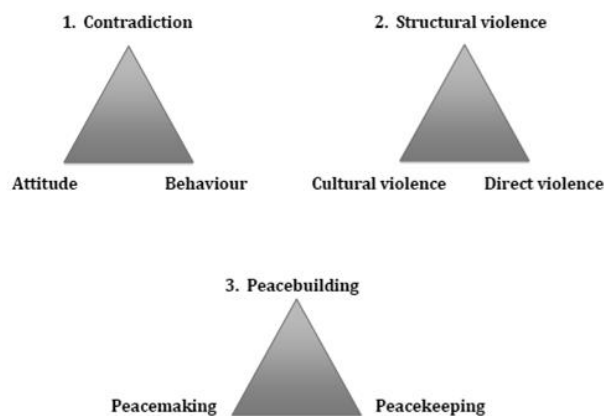 1. Contradiction
2. Structural violence
Attitude
Behaviour
Cultural violence
Direct violence
3. Peacebuilding
Peacemaking
Peacekeeping